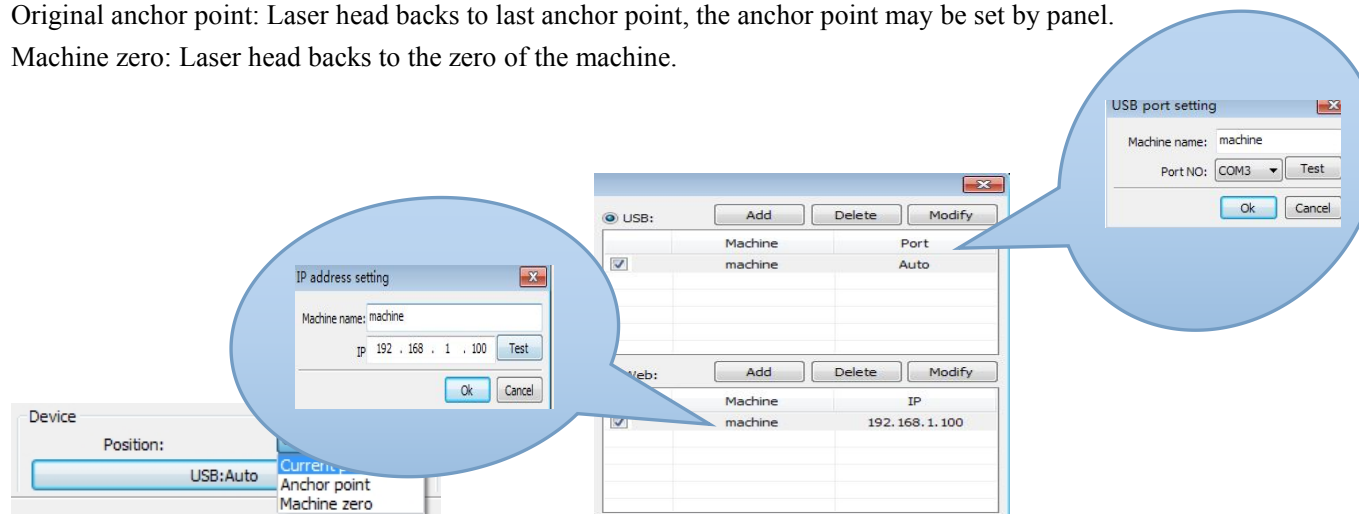 Original anchor point: Laser head backs to last anchor point, the anchor point may be set by panel.
Machine zero: Laser head backs to the zero of the machine.
USB port setting
Machine name: machine
Port NO: COM3 Test
Ok Cancel
USB: Add Delete Modify
Machine Port
machine Auto
IP address setting
Machine name: machine
IP 192 . 168 . 1 . 100 Test
Ok Cancel
Web: Add Delete Modify
Machine IP
machine 192.168.1.100
Device
Position:
USB:Auto
Current
Anchor point
Machine zero